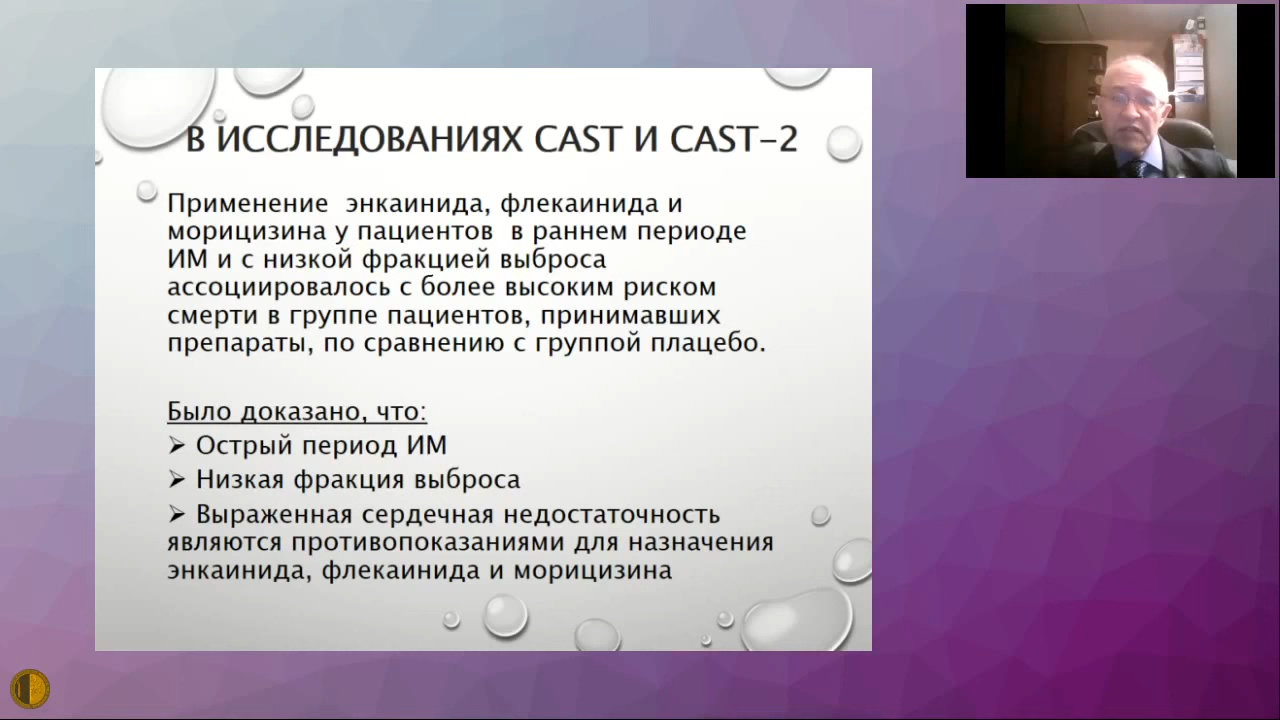 В ИССЛЕДОВАНИЯХ CAST И CAST-2
Применение энкаинида, флекаинида и
морицизина у пациентов в раннем периоде
ИМ и с низкой фракцией выброса
ассоциировалось с более высоким риском
смерти в группе пациентов, принимавших
препараты, по сравнению с группой плацебо.
Было доказано, что:
➢ Острый период ИМ
➢ Низкая фракция выброса
➢ Выраженная сердечная недостаточность
являются противопоказаниями для назначения
энкаинида, флекаинида и морицизина